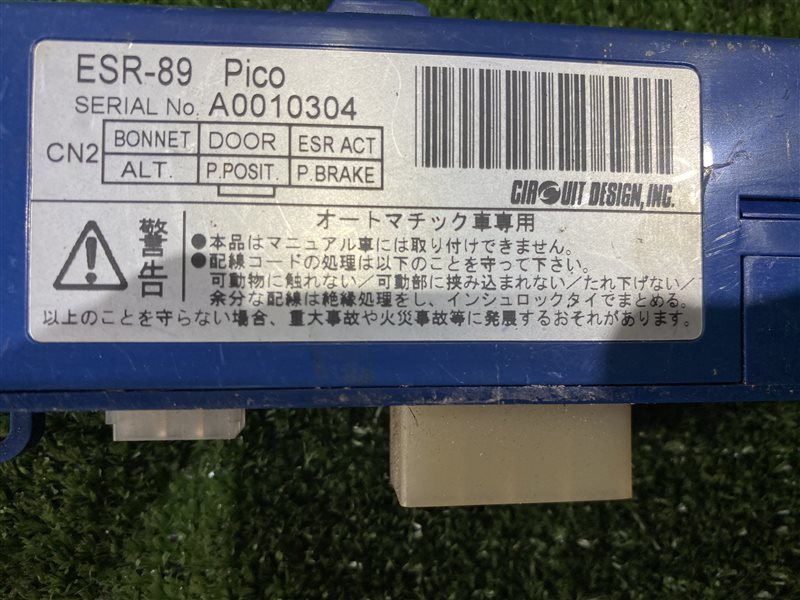 ESR-89 Pico
SERIAL No. A0010304
CN2
BONNET DOOR ESR ACT
ALT. P.POSIT. P.BRAKE
CIRCUIT DESIGN, INC.
警告
オートマチック車専用
●本品はマニュアル車には取り付けできません。
●配線コードの処理は以下のことを守って下さい。
可動物に触れない／可動部に挟み込まれない／たれ下げない／
余分な配線は絶縁処理をし、インシュロックタイでまとめる。
以上のことを守らない場合、重大事故や火災事故等に発展するおそれがあります。